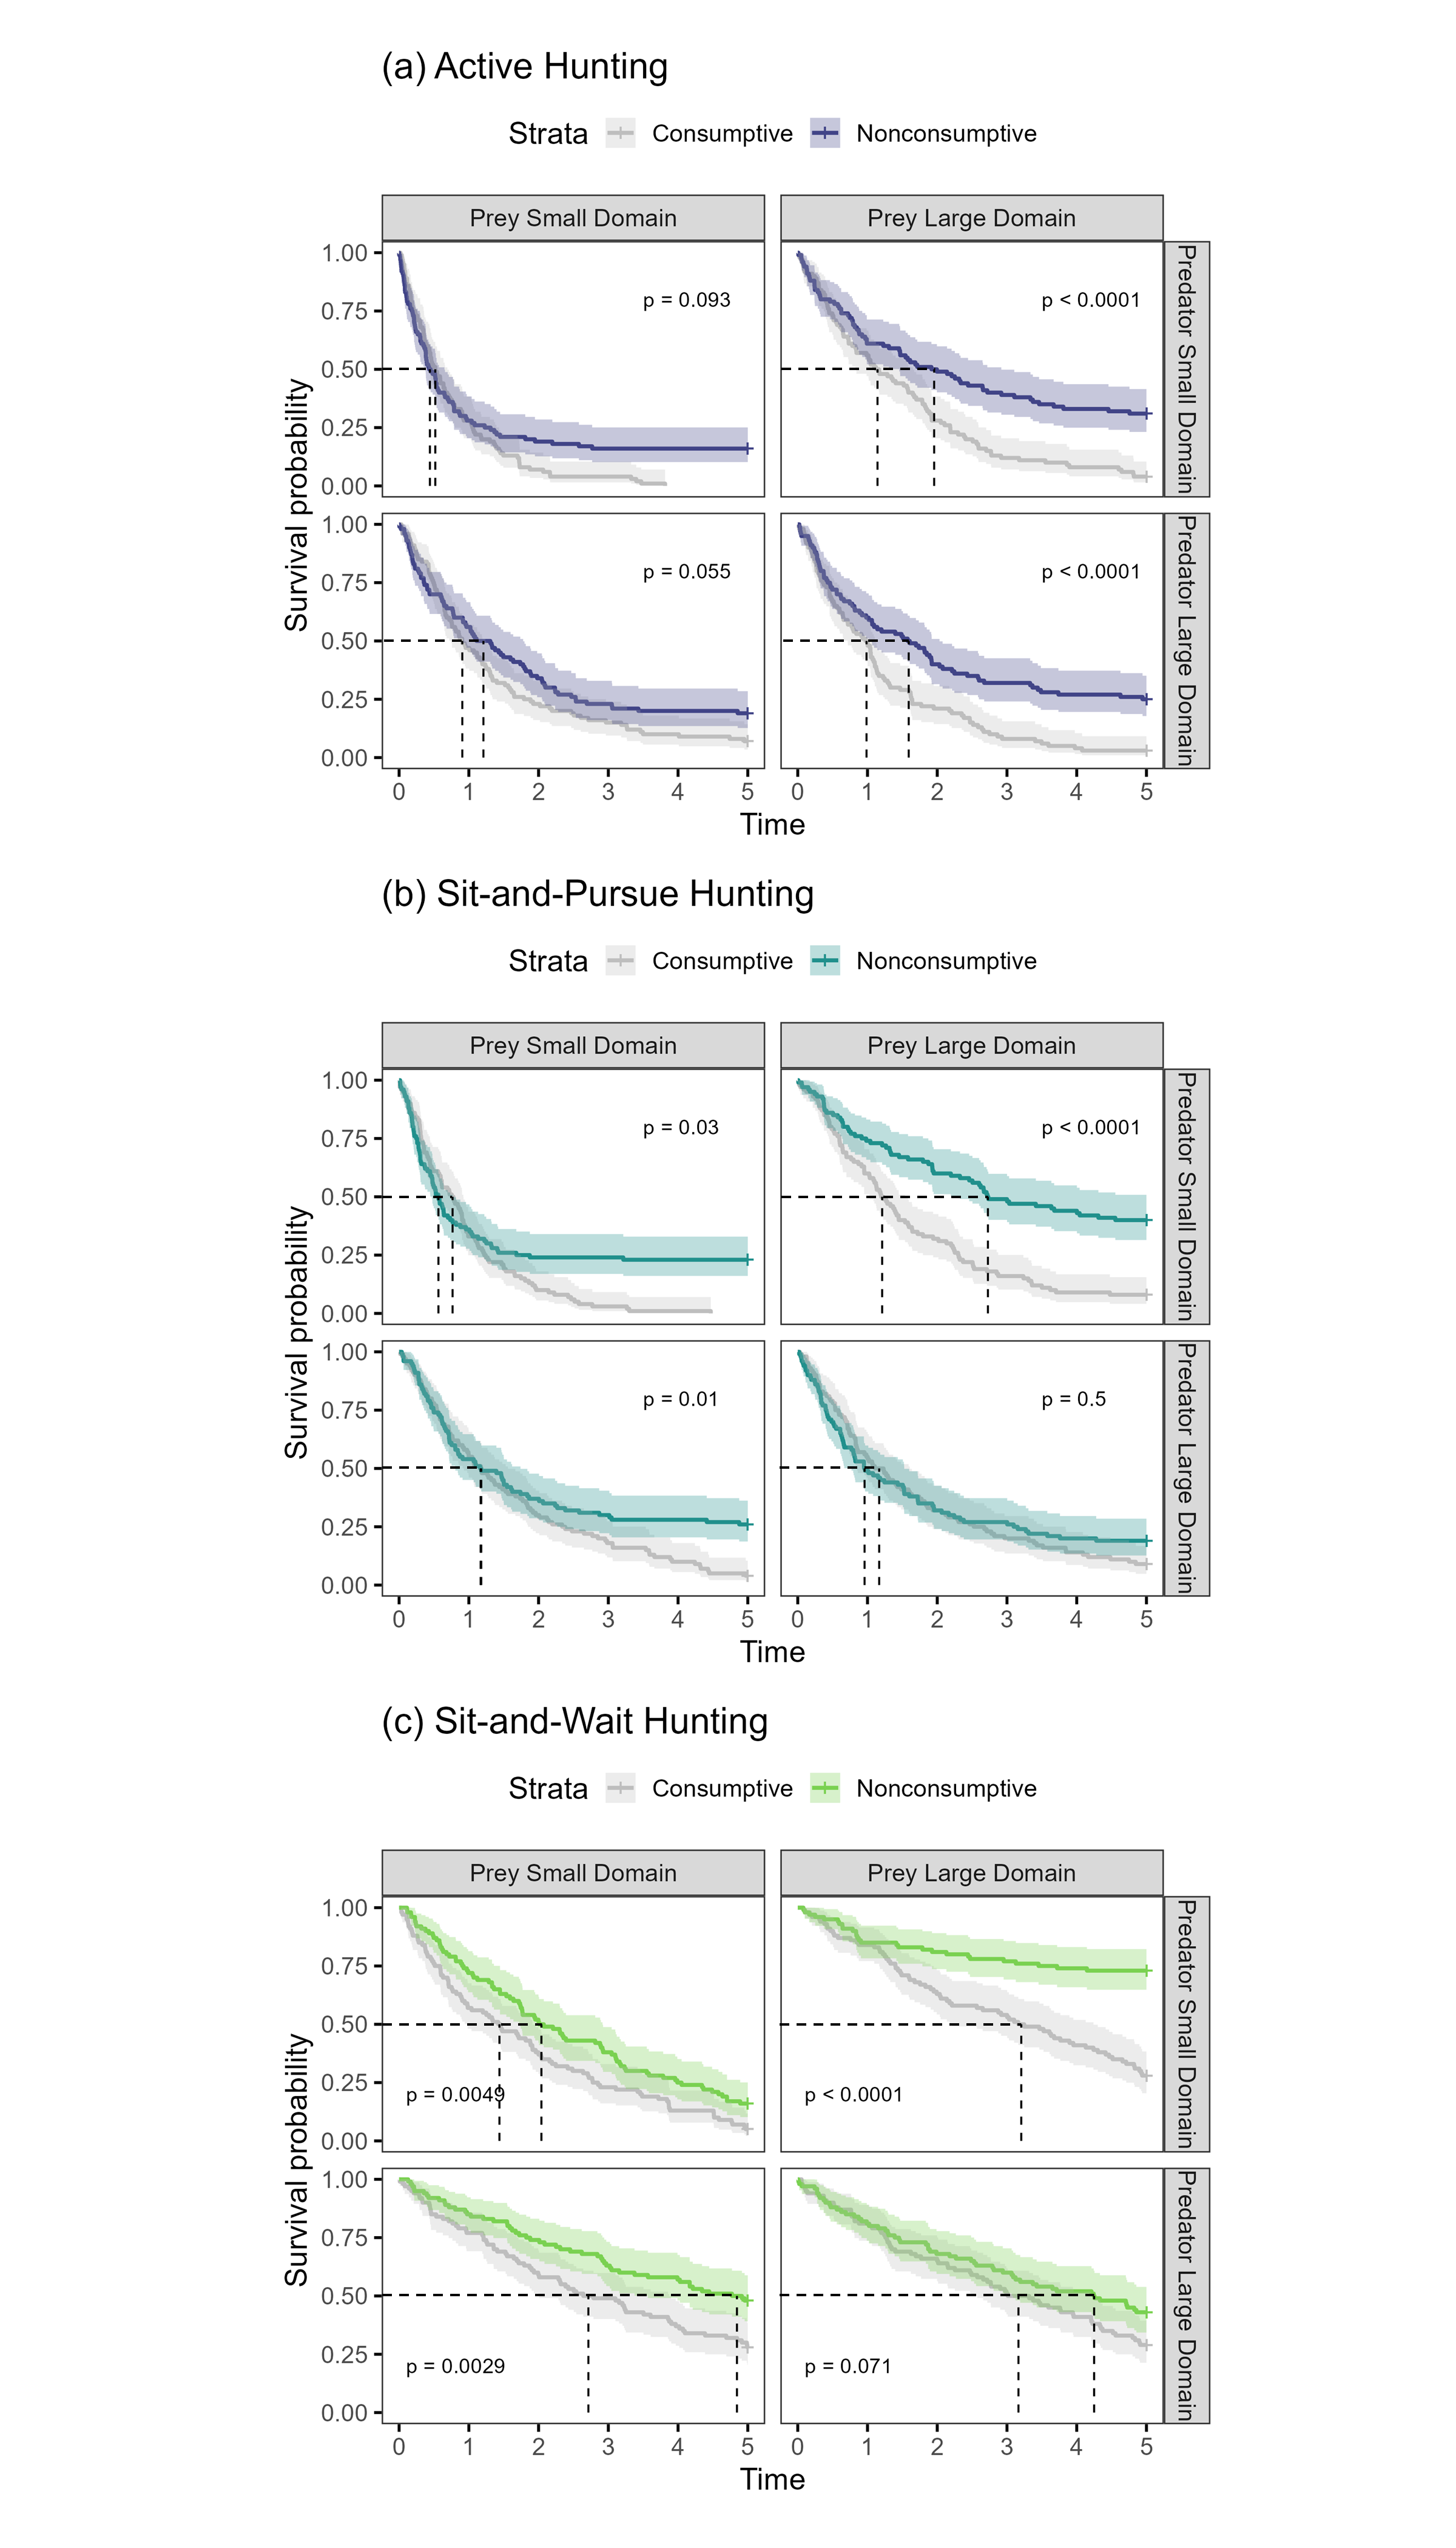 (a) Active Hunting
Strata Consumptive Nonconsumptive
Prey Small Domain Prey Large Domain
Survival probability
1.00
0.75
0.50
0.25
0.00
p = 0.093
p < 0.0001
Predator Small Domain
1.00
0.75
0.50
0.25
0.00
p = 0.055
p < 0.0001
Predator Large Domain
0 1 2 3 4 5 0 1 2 3 4 5
Time
(b) Sit-and-Pursue Hunting
Strata Consumptive Nonconsumptive
Prey Small Domain Prey Large Domain
Survival probability
1.00
0.75
0.50
0.25
0.00
p = 0.03
p < 0.0001
Predator Small Domain
1.00
0.75
0.50
0.25
0.00
p = 0.01
p = 0.5
Predator Large Domain
0 1 2 3 4 5 0 1 2 3 4 5
Time
(c) Sit-and-Wait Hunting
Strata Consumptive Nonconsumptive
Prey Small Domain Prey Large Domain
Survival probability
1.00
0.75
0.50
0.25
0.00
p = 0.0049
p < 0.0001
Predator Small Domain
1.00
0.75
0.50
0.25
0.00
p = 0.0029
p = 0.071
Predator Large Domain
0 1 2 3 4 5 0 1 2 3 4 5
Time